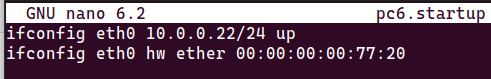 GNU nano 6.2 pc6.startup
ifconfig eth0 10.0.0.22/24 up
ifconfig eth0 hw ether 00:00:00:00:77:20